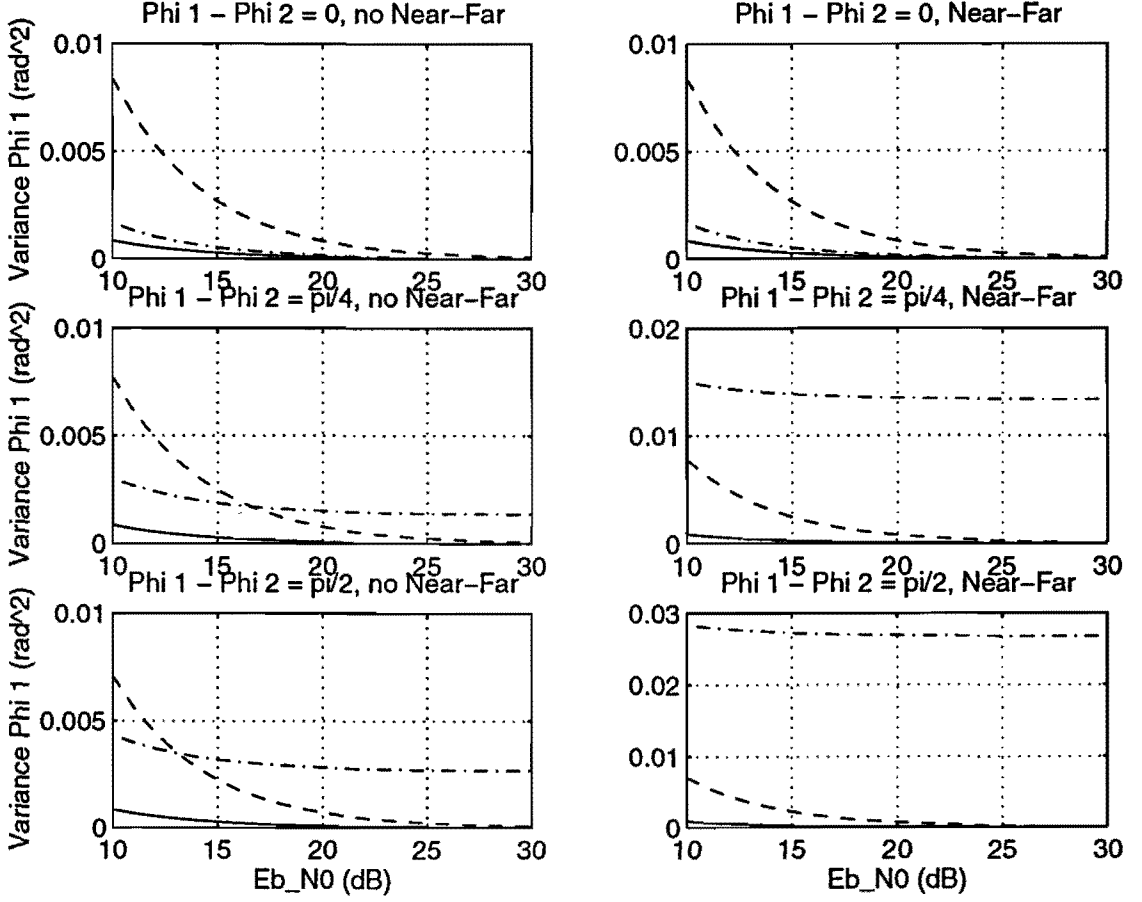 Phi 1 − Phi 2 = 0, no Near−Far
Variance Phi 1 (rad^2)
0.01
0.005
0
10 15 20 25 30
Phi 1 − Phi 2 = 0, Near−Far
0.01
0.005
0
10 15 20 25 30
Phi 1 − Phi 2 = pi/4, no Near−Far
Variance Phi 1 (rad^2)
0.01
0.005
0
10 15 20 25 30
Phi 1 − Phi 2 = pi/4, Near−Far
0.02
0.01
0
10 15 20 25 30
Phi 1 − Phi 2 = pi/2, no Near−Far
Variance Phi 1 (rad^2)
0.01
0.005
0
10 15 20 25 30
Eb_N0 (dB)
Phi 1 − Phi 2 = pi/2, Near−Far
0.03
0.02
0.01
0
10 15 20 25 30
Eb_N0 (dB)